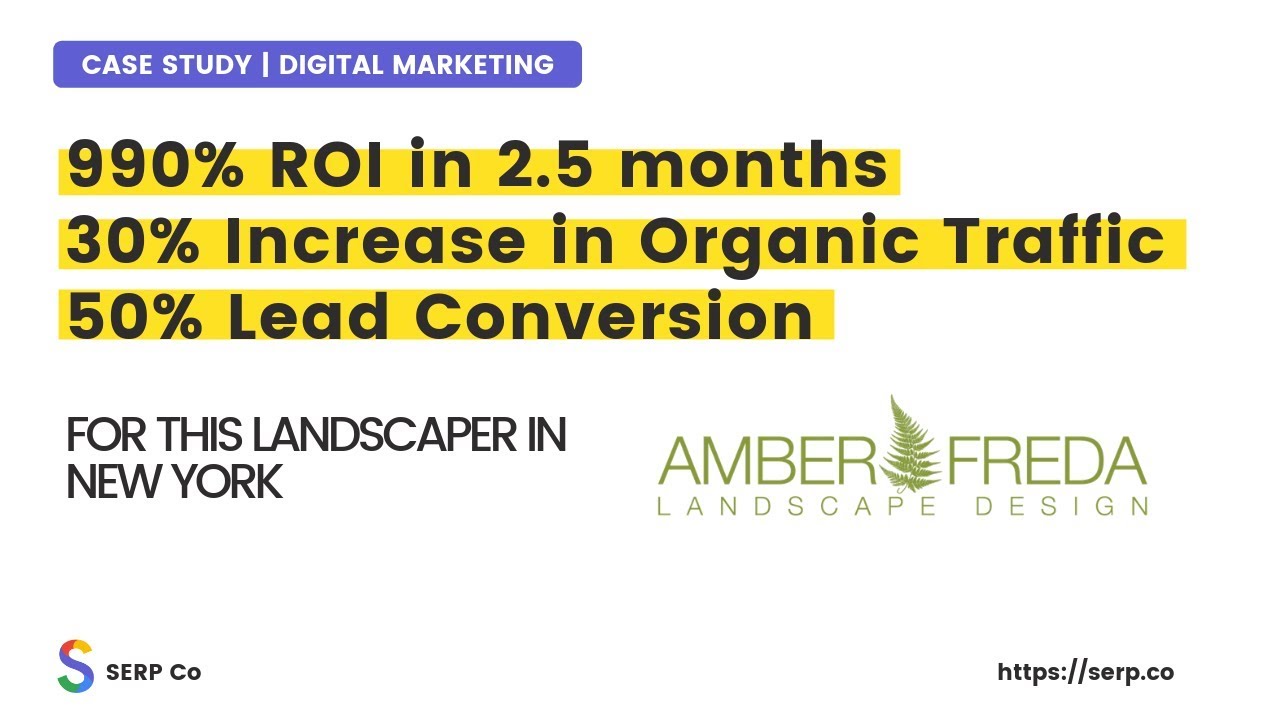 CASE STUDY | DIGITAL MARKETING
990% ROI in 2.5 months
30% Increase in Organic Traffic
50% Lead Conversion
FOR THIS LANDSCAPER IN
NEW YORK
AMBER FREDA
LANDSCAPE DESIGN
SERP Co
https://serp.co